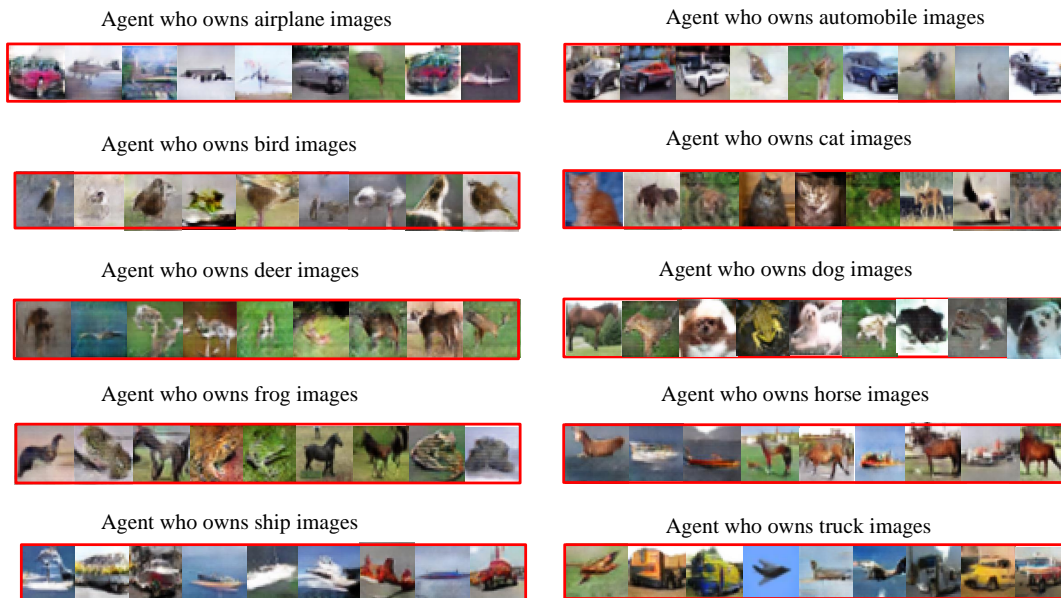 Agent who owns airplane images
Agent who owns automobile images
Agent who owns bird images
Agent who owns cat images
Agent who owns deer images
Agent who owns dog images
Agent who owns frog images
Agent who owns horse images
Agent who owns ship images
Agent who owns truck images